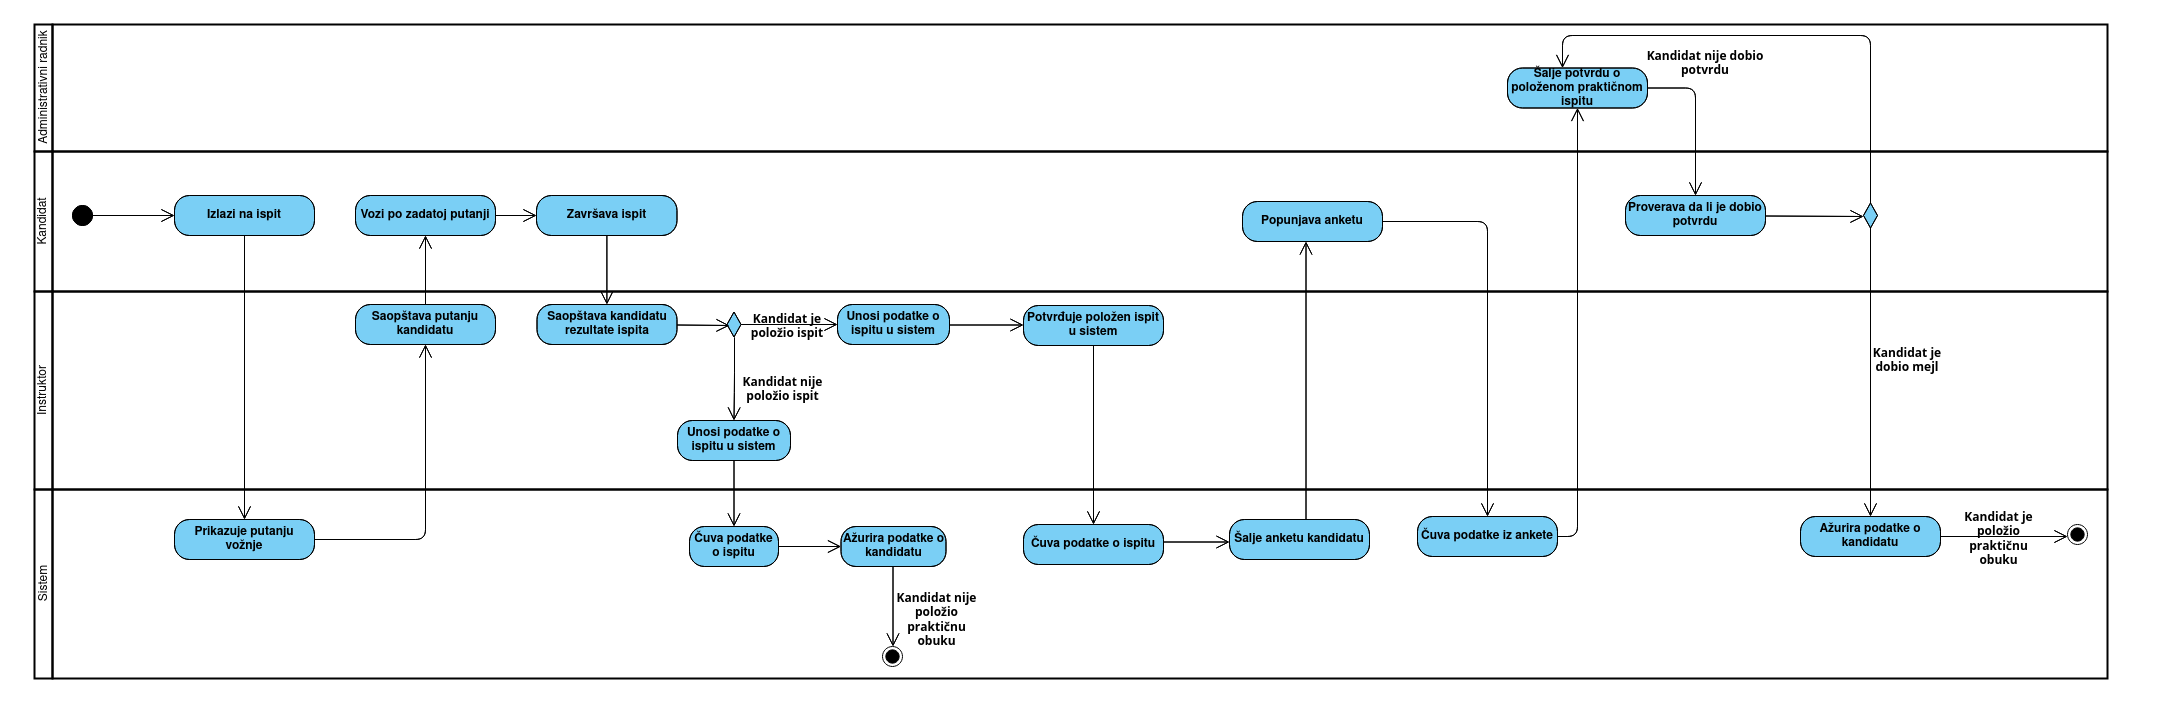 Administrativni radnik
Šalje potvrdu o
položenom praktičnom
ispitu
Kandidat nije dobio
potvrdu
Kandidat
Izlazi na ispit
Vozi po zadatoj putanji
Završava ispit
Popunjava anketu
Proverava da li je dobio
potvrdu
Instruktor
Saopštava putanju
kandidatu
Saopštava kandidatu
rezultate ispita
Kandidat je
položio ispit
Unosi podatke o
ispitu u sistem
Potvrđuje položen ispit
u sistem
Kandidat nije
položio ispit
Unosi podatke o
ispitu u sistem
Kandidat je
dobio mejl
Sistem
Prikazuje putanju
vožnje
Čuva podatke
o ispitu
Ažurira podatke o
kandidatu
Kandidat nije
položio
praktičnu
obuku
Čuva podatke o ispitu
Šalje anketu kandidatu
Čuva podatke iz ankete
Ažurira podatke o
kandidatu
Kandidat je
položio
praktičnu
obuku